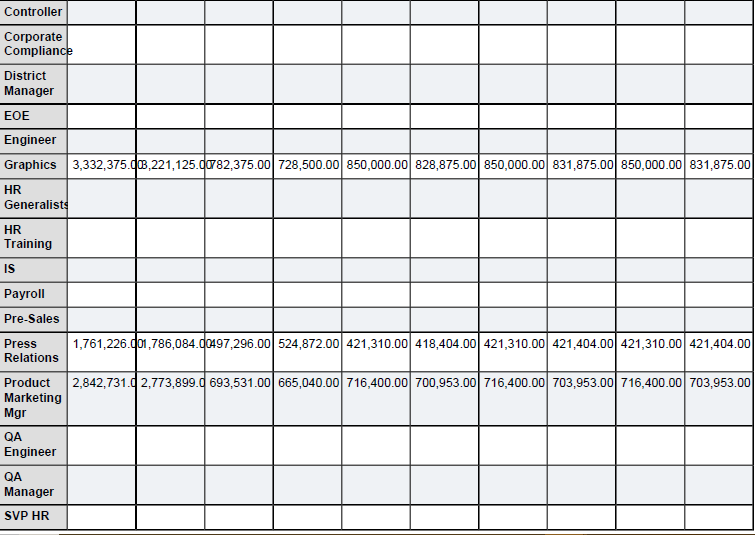 Controller
Corporate
Compliance
District
Manager
EOE
Engineer
Graphics 3,332,375.00 3,221,125.00 782,375.00 728,500.00 850,000.00 828,875.00 850,000.00 831,875.00 850,000.00 831,875.00
HR
Generalists
HR
Training
IS
Payroll
Pre-Sales
Press 1,761,226.00 1,786,084.00 497,296.00 524,872.00 421,310.00 418,404.00 421,310.00 421,404.00 421,310.00 421,404.00
Relations
Product 2,842,731.0 2,773,899.0 693,531.00 665,040.00 716,400.00 700,953.00 716,400.00 703,953.00 716,400.00 703,953.00
Marketing
Mgr
QA
Engineer
QA
Manager
SVP HR